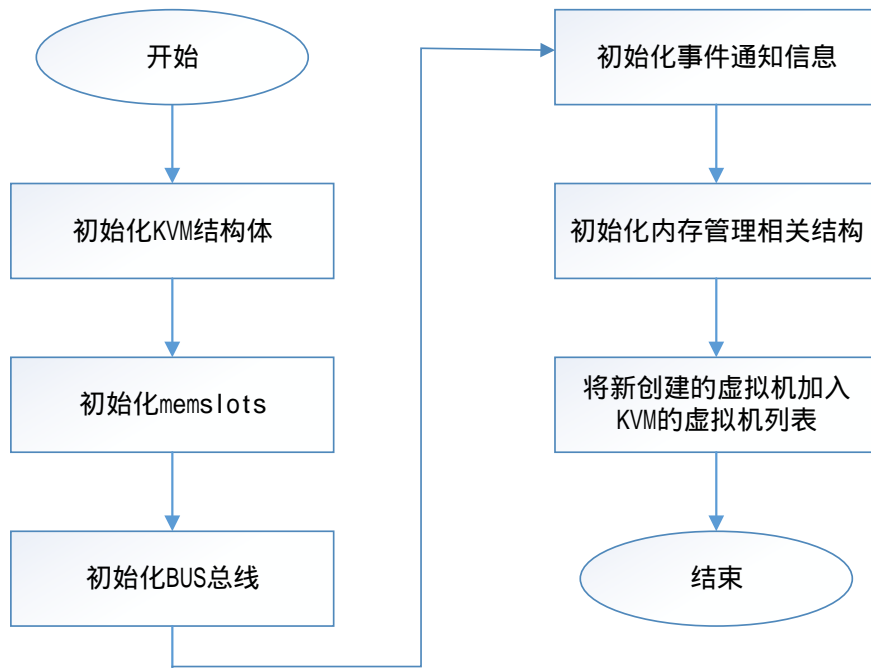 开始
初始化KVM结构体
初始化memslots
初始化BUS总线
初始化事件通知信息
初始化内存管理相关结构
将新创建的虚拟机加入
KVM的虚拟机列表
结束